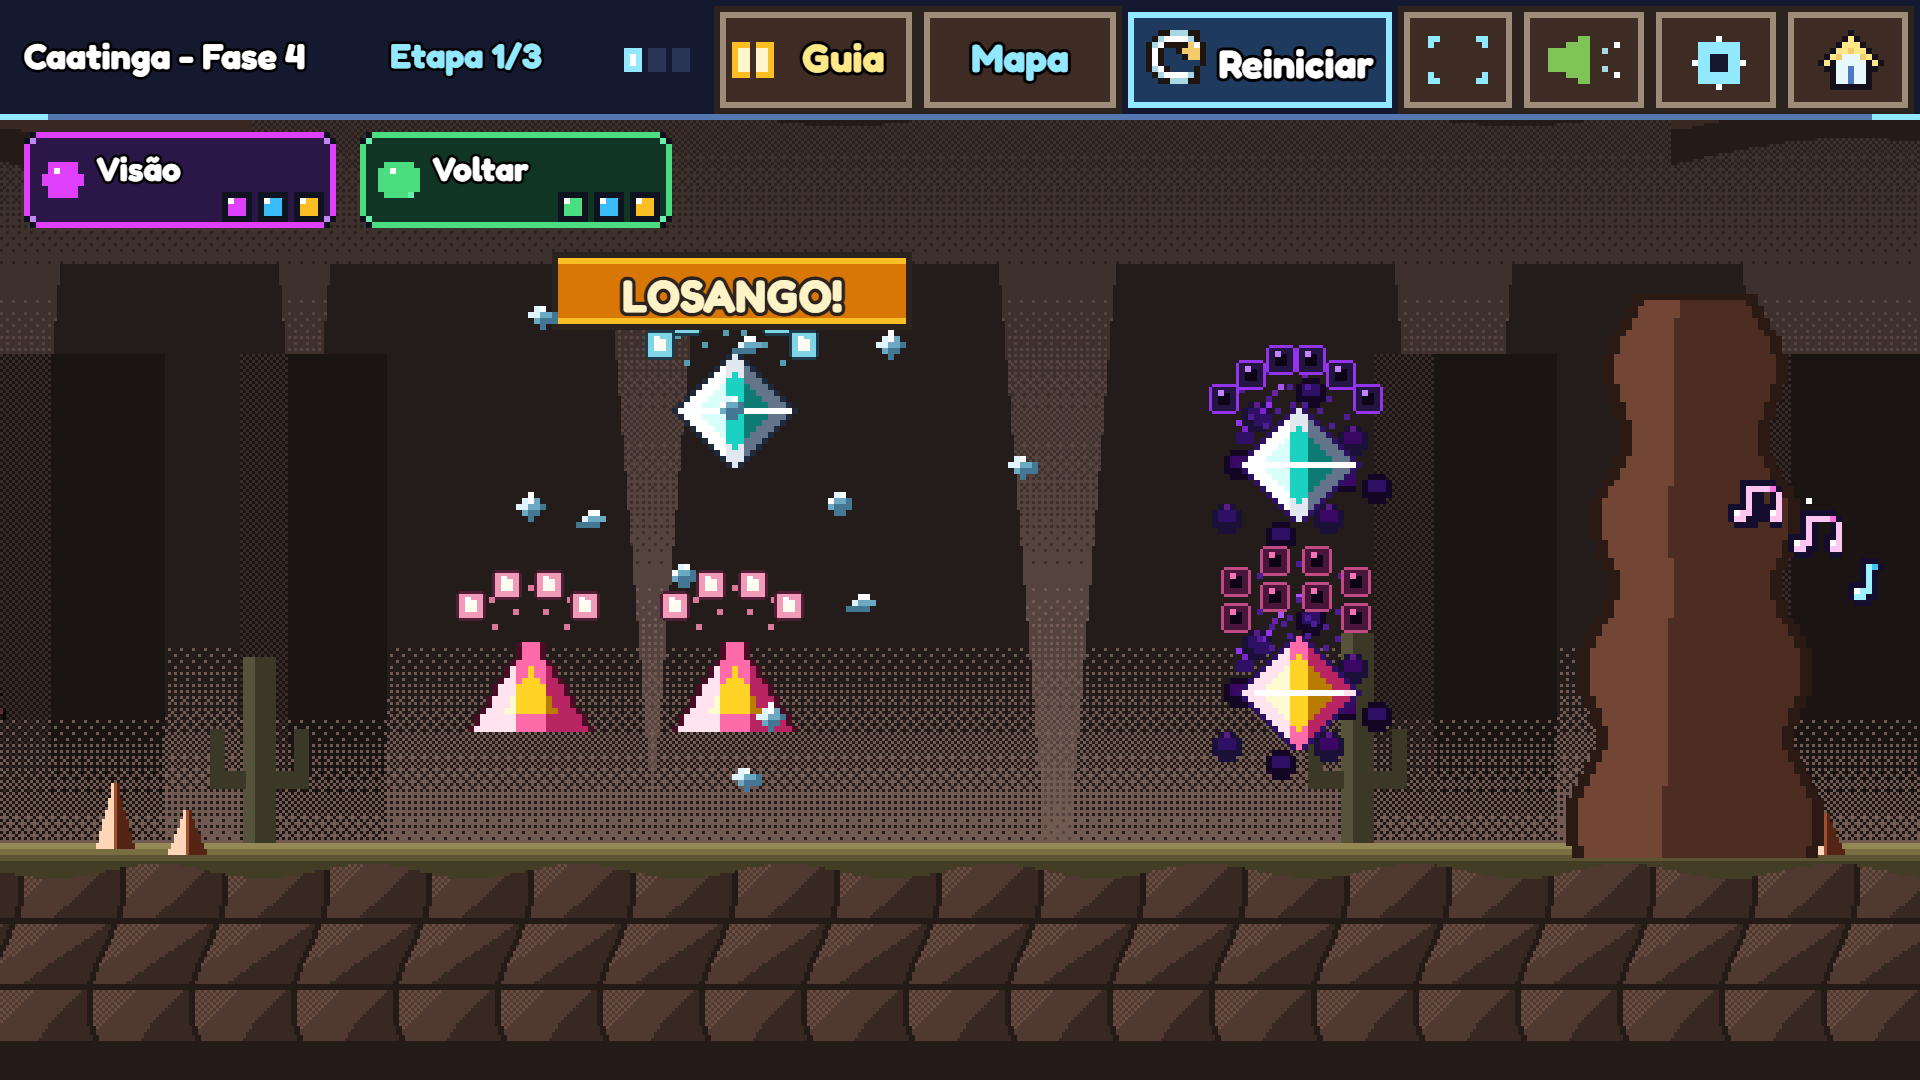 Caatinga - Fase 4
Etapa 1/3
Guia
Mapa
Reiniciar
Visão
Voltar
LOSANGO!